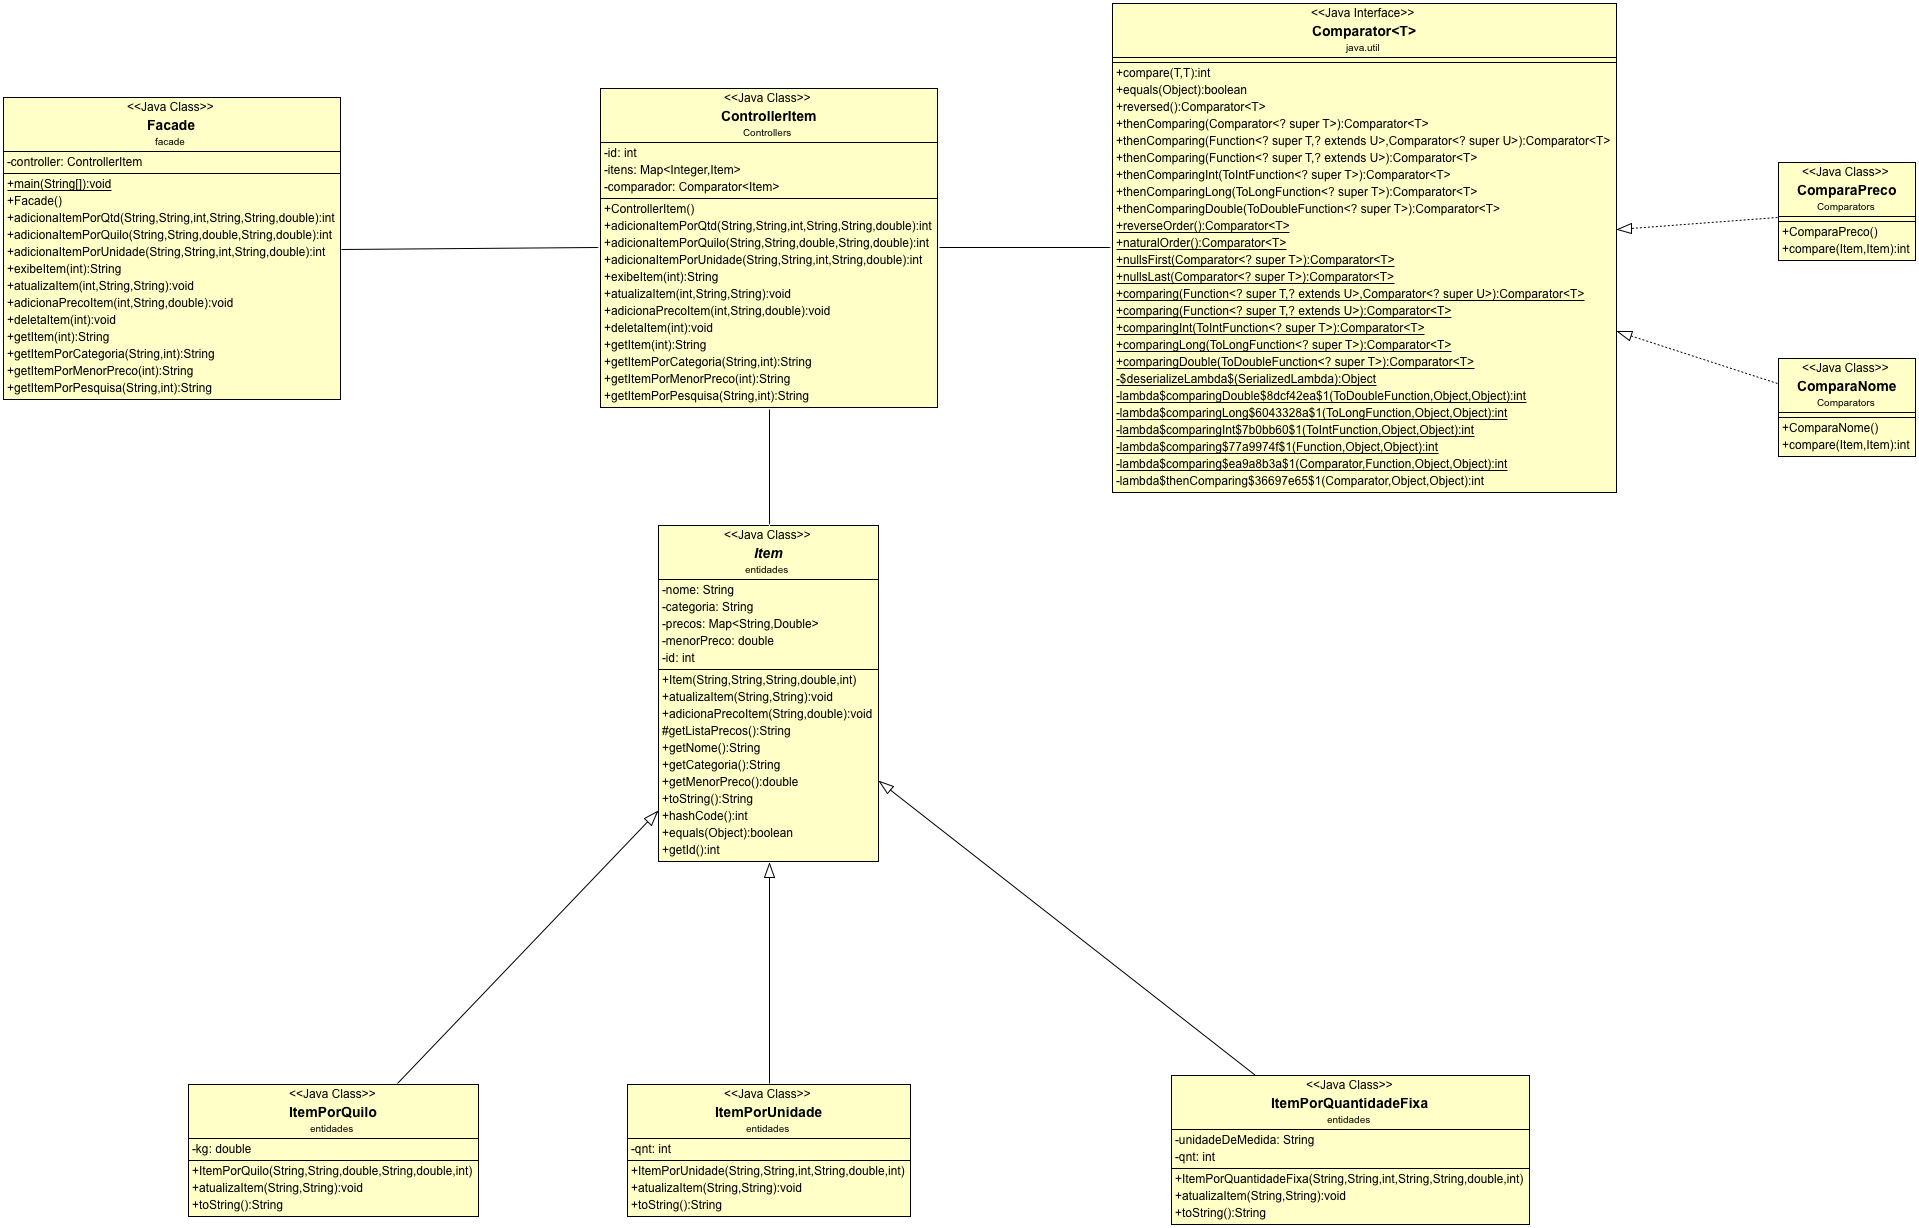 <<Java Class>>
Facade
facade
-controller: ControllerItem
+main(String[]):void
+Facade()
+adicionaItemPorQtd(String,String,int,String,String,double):int
+adicionaItemPorQuilo(String,String,double,String,double):int
+adicionaItemPorUnidade(String,String,int,String,double):int
+exibeItem(int):String
+atualizaItem(int,String,String):void
+adicionaPrecoItem(int,String,double):void
+deletaItem(int):void
+getItem(int):String
+getItemPorCategoria(String,int):String
+getItemPorMenorPreco(int):String
+getItemPorPesquisa(String,int):String
<<Java Class>>
ControllerItem
Controllers
-id: int
-itens: Map<Integer,Item>
-comparador: Comparator<Item>
+ControllerItem()
+adicionaItemPorQtd(String,String,int,String,String,double):int
+adicionaItemPorQuilo(String,String,double,String,double):int
+adicionaItemPorUnidade(String,String,int,String,double):int
+exibeItem(int):String
+atualizaItem(int,String,String):void
+adicionaPrecoItem(int,String,double):void
+deletaItem(int):void
+getItem(int):String
+getItemPorCategoria(String,int):String
+getItemPorMenorPreco(int):String
+getItemPorPesquisa(String,int):String
<<Java Interface>>
Comparator<T>
java.util
+compare(T,T):int
+equals(Object):boolean
+reversed():Comparator<T>
+thenComparing(Comparator<? super T>):Comparator<T>
+thenComparing(Function<? super T,? extends U>,Comparator<? super U>):Comparator<T>
+thenComparing(Function<? super T,? extends U>):Comparator<T>
+thenComparingInt(ToIntFunction<? super T>):Comparator<T>
+thenComparingLong(ToLongFunction<? super T>):Comparator<T>
+thenComparingDouble(ToDoubleFunction<? super T>):Comparator<T>
+reverseOrder():Comparator<T>
+naturalOrder():Comparator<T>
+nullsFirst(Comparator<? super T>):Comparator<T>
+nullsLast(Comparator<? super T>):Comparator<T>
+comparing(Function<? super T,? extends U>,Comparator<? super U>):Comparator<T>
+comparing(Function<? super T,? extends U>):Comparator<T>
+comparingInt(ToIntFunction<? super T>):Comparator<T>
+comparingLong(ToLongFunction<? super T>):Comparator<T>
+comparingDouble(ToDoubleFunction<? super T>):Comparator<T>
-$deserializeLambda$(SerializedLambda):Object
-lambda$comparingDouble$8dcf42ea$1(ToDoubleFunction,Object,Object):int
-lambda$comparingLong$6043328a$1(ToLongFunction,Object,Object):int
-lambda$comparingInt$7b0bb60$1(ToIntFunction,Object,Object):int
-lambda$comparing$77a9974f$1(Function,Object,Object):int
-lambda$comparing$ea9a8b3a$1(Comparator,Function,Object,Object):int
-lambda$thenComparing$36697e65$1(Comparator,Object,Object):int
<<Java Class>>
ComparaPreco
Comparators
+ComparaPreco()
+compare(Item,Item):int
<<Java Class>>
ComparaNome
Comparators
+ComparaNome()
+compare(Item,Item):int
<<Java Class>>
Item
entidades
-nome: String
-categoria: String
-precos: Map<String,Double>
-menorPreco: double
-id: int
+Item(String,String,String,double,int)
+atualizaItem(String,String):void
+adicionaPrecoItem(String,double):void
#getListaPrecos():String
+getNome():String
+getCategoria():String
+getMenorPreco():double
+toString():String
+hashCode():int
+equals(Object):boolean
+getId():int
<<Java Class>>
ItemPorQuilo
entidades
-kg: double
+ItemPorQuilo(String,String,double,String,double,int)
+atualizaItem(String,String):void
+toString():String
<<Java Class>>
ItemPorUnidade
entidades
-qnt: int
+ItemPorUnidade(String,String,int,String,double,int)
+atualizaItem(String,String):void
+toString():String
<<Java Class>>
ItemPorQuantidadeFixa
entidades
-unidadeDeMedida: String
-qnt: int
+ItemPorQuantidadeFixa(String,String,int,String,String,double,int)
+atualizaItem(String,String):void
+toString():String